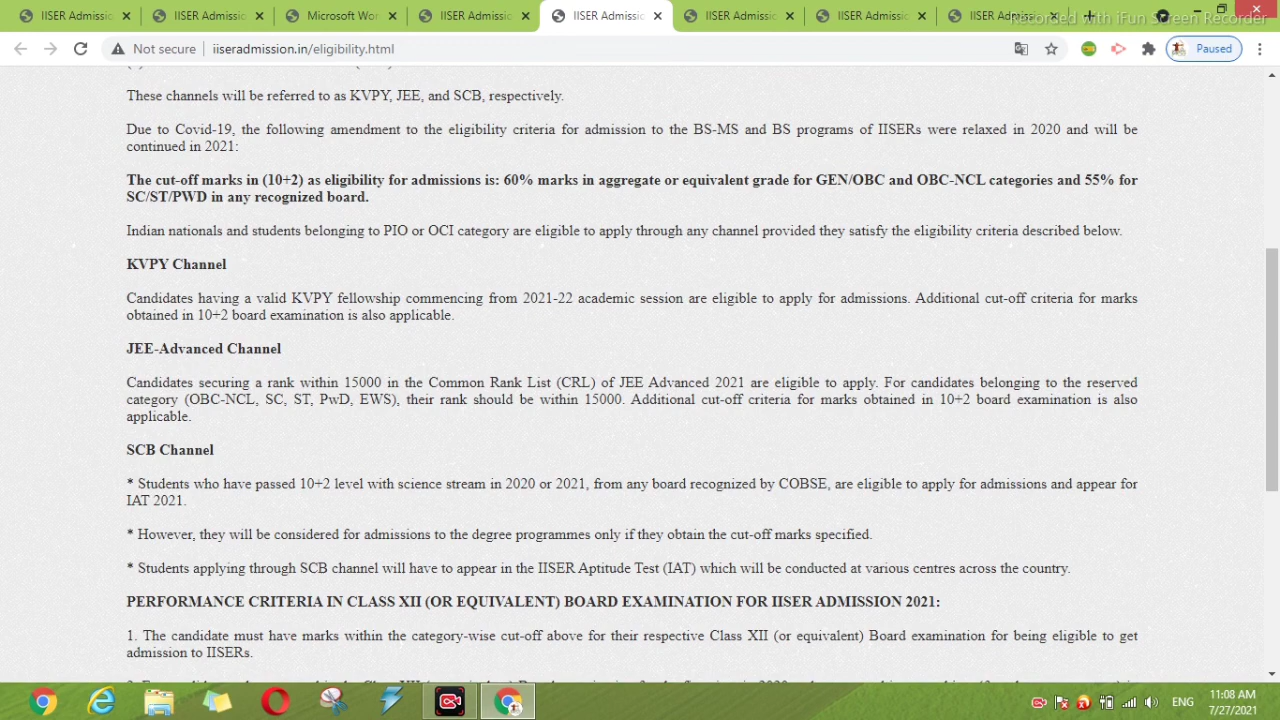 IISER Admissio
IISER Admissio
Microsoft Wor
IISER Admissio
IISER Admissio
IISER Admissio
IISER Admissio
IISER Admiss
Recorded with iFun Screen Recorder
Not secure
iiseradmission.in/eligibility.html
Paused
These channels will be referred to as KVPY, JEE, and SCB, respectively.
Due to Covid-19, the following amendment to the eligibility criteria for admission to the BS-MS and BS programs of IISERs were relaxed in 2020 and will be
continued in 2021:
The cut-off marks in (10+2) as eligibility for admissions is: 60% marks in aggregate or equivalent grade for GEN/OBC and OBC-NCL categories and 55% for
SC/ST/PWD in any recognized board.
Indian nationals and students belonging to PIO or OCI category are eligible to apply through any channel provided they satisfy the eligibility criteria described below.
KVPY Channel
Candidates having a valid KVPY fellowship commencing from 2021-22 academic session are eligible to apply for admissions. Additional cut-off criteria for marks
obtained in 10+2 board examination is also applicable.
JEE-Advanced Channel
Candidates securing a rank within 15000 in the Common Rank List (CRL) of JEE Advanced 2021 are eligible to apply. For candidates belonging to the reserved
category (OBC-NCL, SC, ST, PwD, EWS), their rank should be within 15000. Additional cut-off criteria for marks obtained in 10+2 board examination is also
applicable.
SCB Channel
* Students who have passed 10+2 level with science stream in 2020 or 2021, from any board recognized by COBSE, are eligible to apply for admissions and appear for
IAT 2021.
* However, they will be considered for admissions to the degree programmes only if they obtain the cut-off marks specified.
* Students applying through SCB channel will have to appear in the IISER Aptitude Test (IAT) which will be conducted at various centres across the country.
PERFORMANCE CRITERIA IN CLASS XII (OR EQUIVALENT) BOARD EXAMINATION FOR IISER ADMISSION 2021:
1. The candidate must have marks within the category-wise cut-off above for their respective Class XII (or equivalent) Board examination for being eligible to get
admission to IISERs.
ENG
11:08 AM
7/27/2021